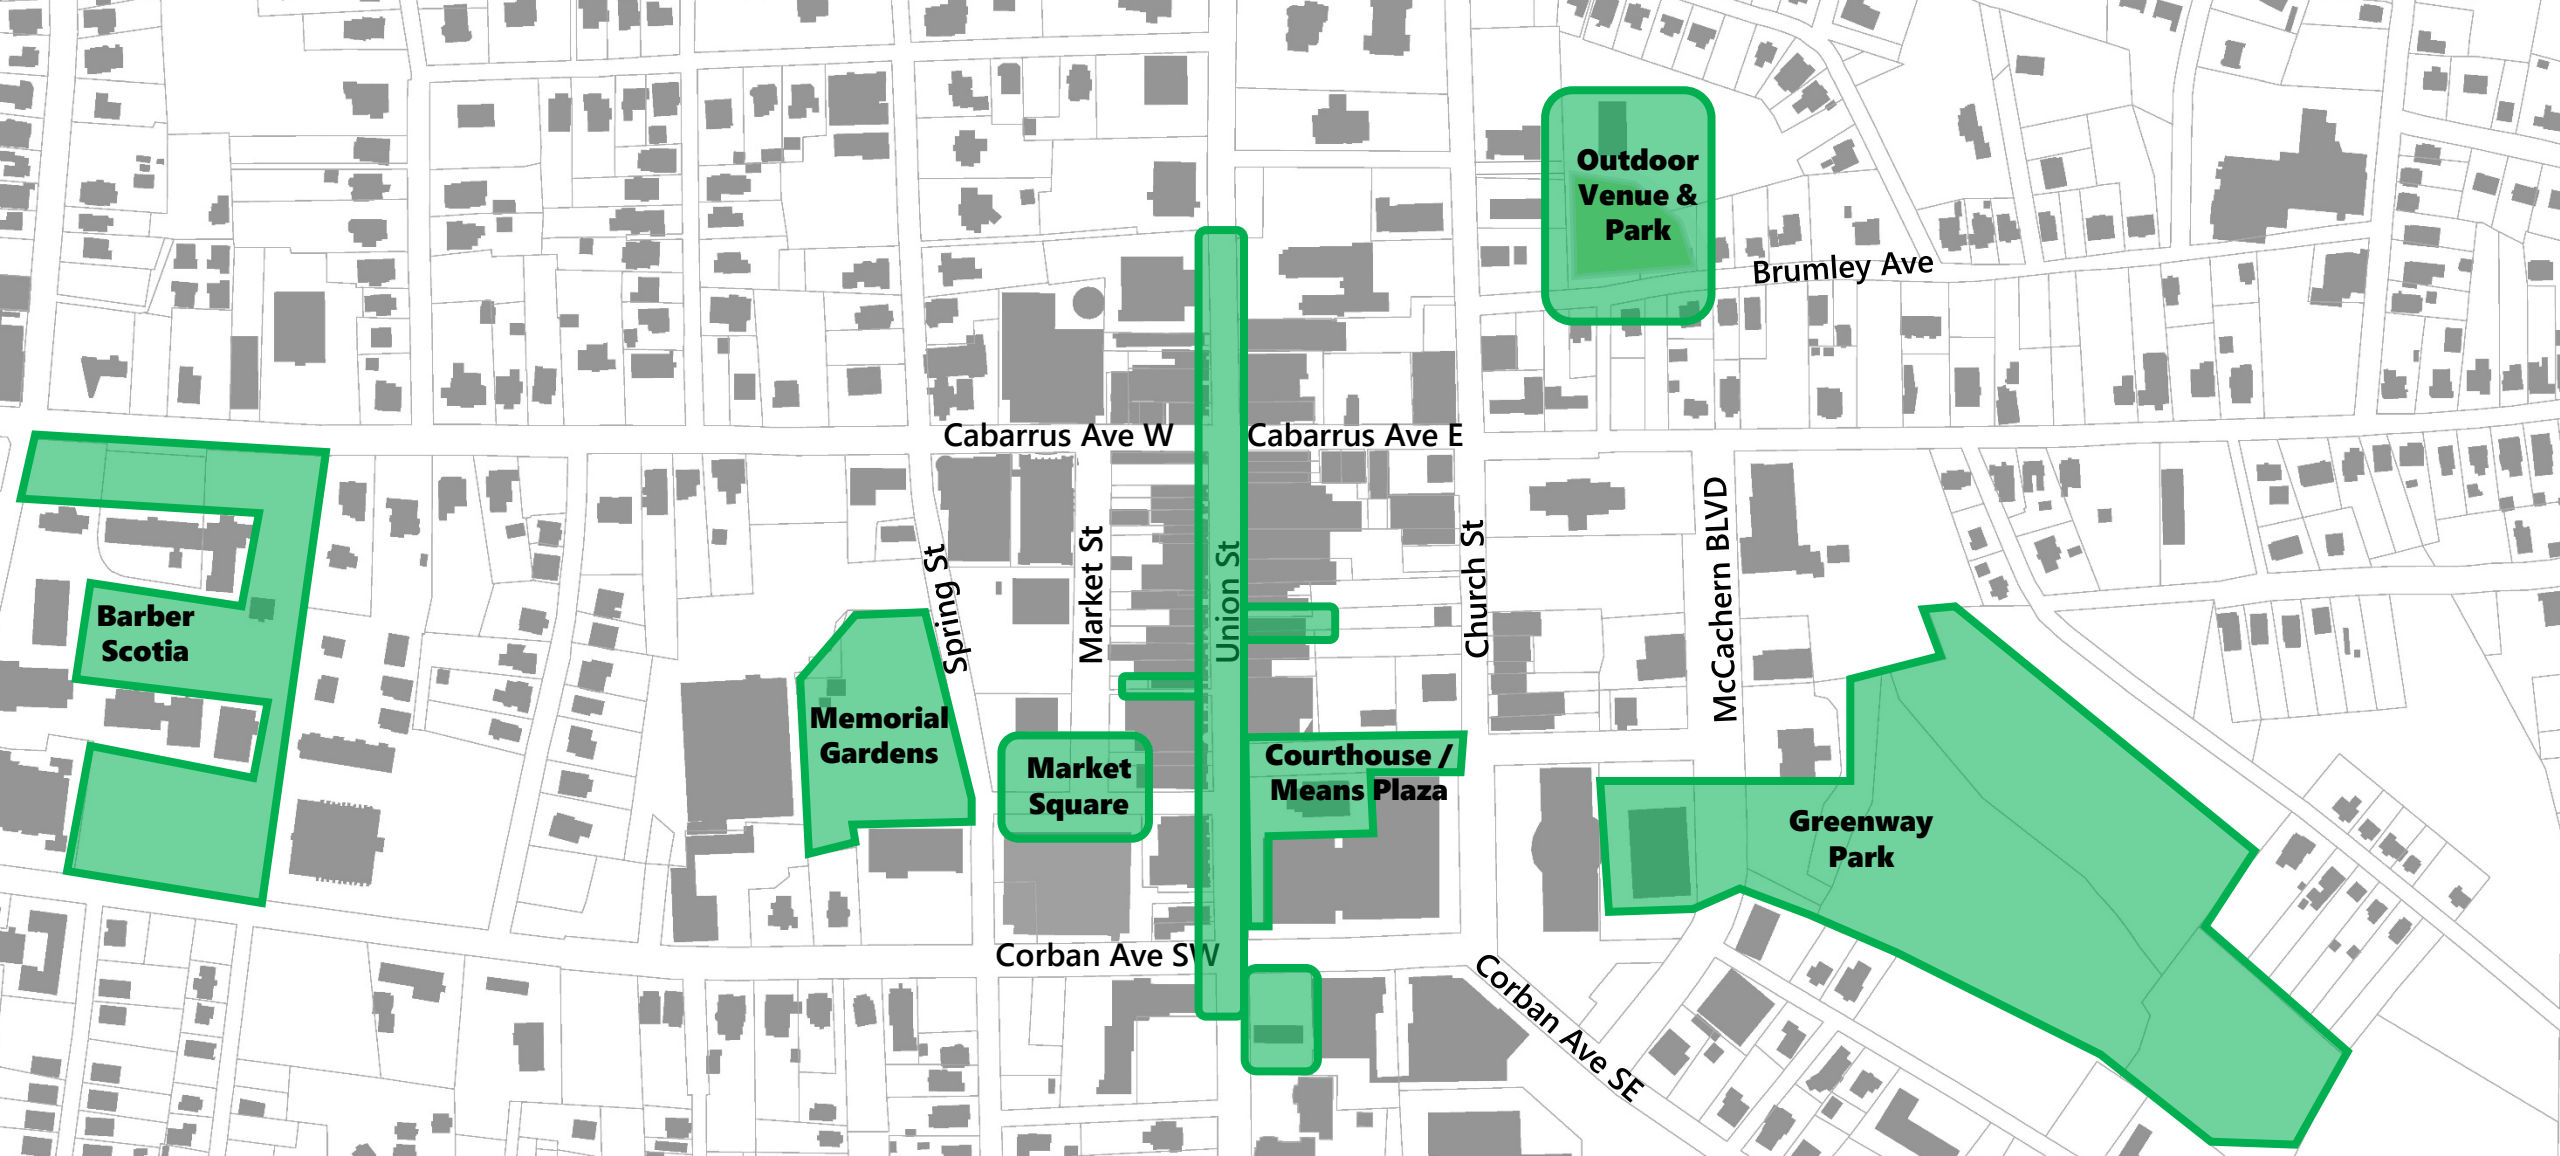 Outdoor
Venue &
Park
Brumley Ave
Cabarrus Ave W
Cabarrus Ave E
Barber
Scotia
Spring St
Market St
Union St
Church St
McCachern BLVD
Memorial
Gardens
Market
Square
Courthouse /
Means Plaza
Greenway
Park
Corban Ave SW
Corban Ave SE